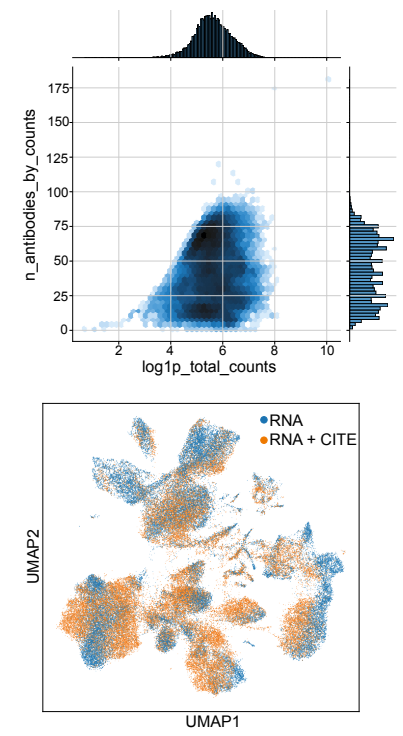 175
150
125
100
75
50
25
0
n_antibodies_by_counts
2 4 6 8 10
log1p_total_counts
RNA
RNA + CITE
UMAP2
UMAP1